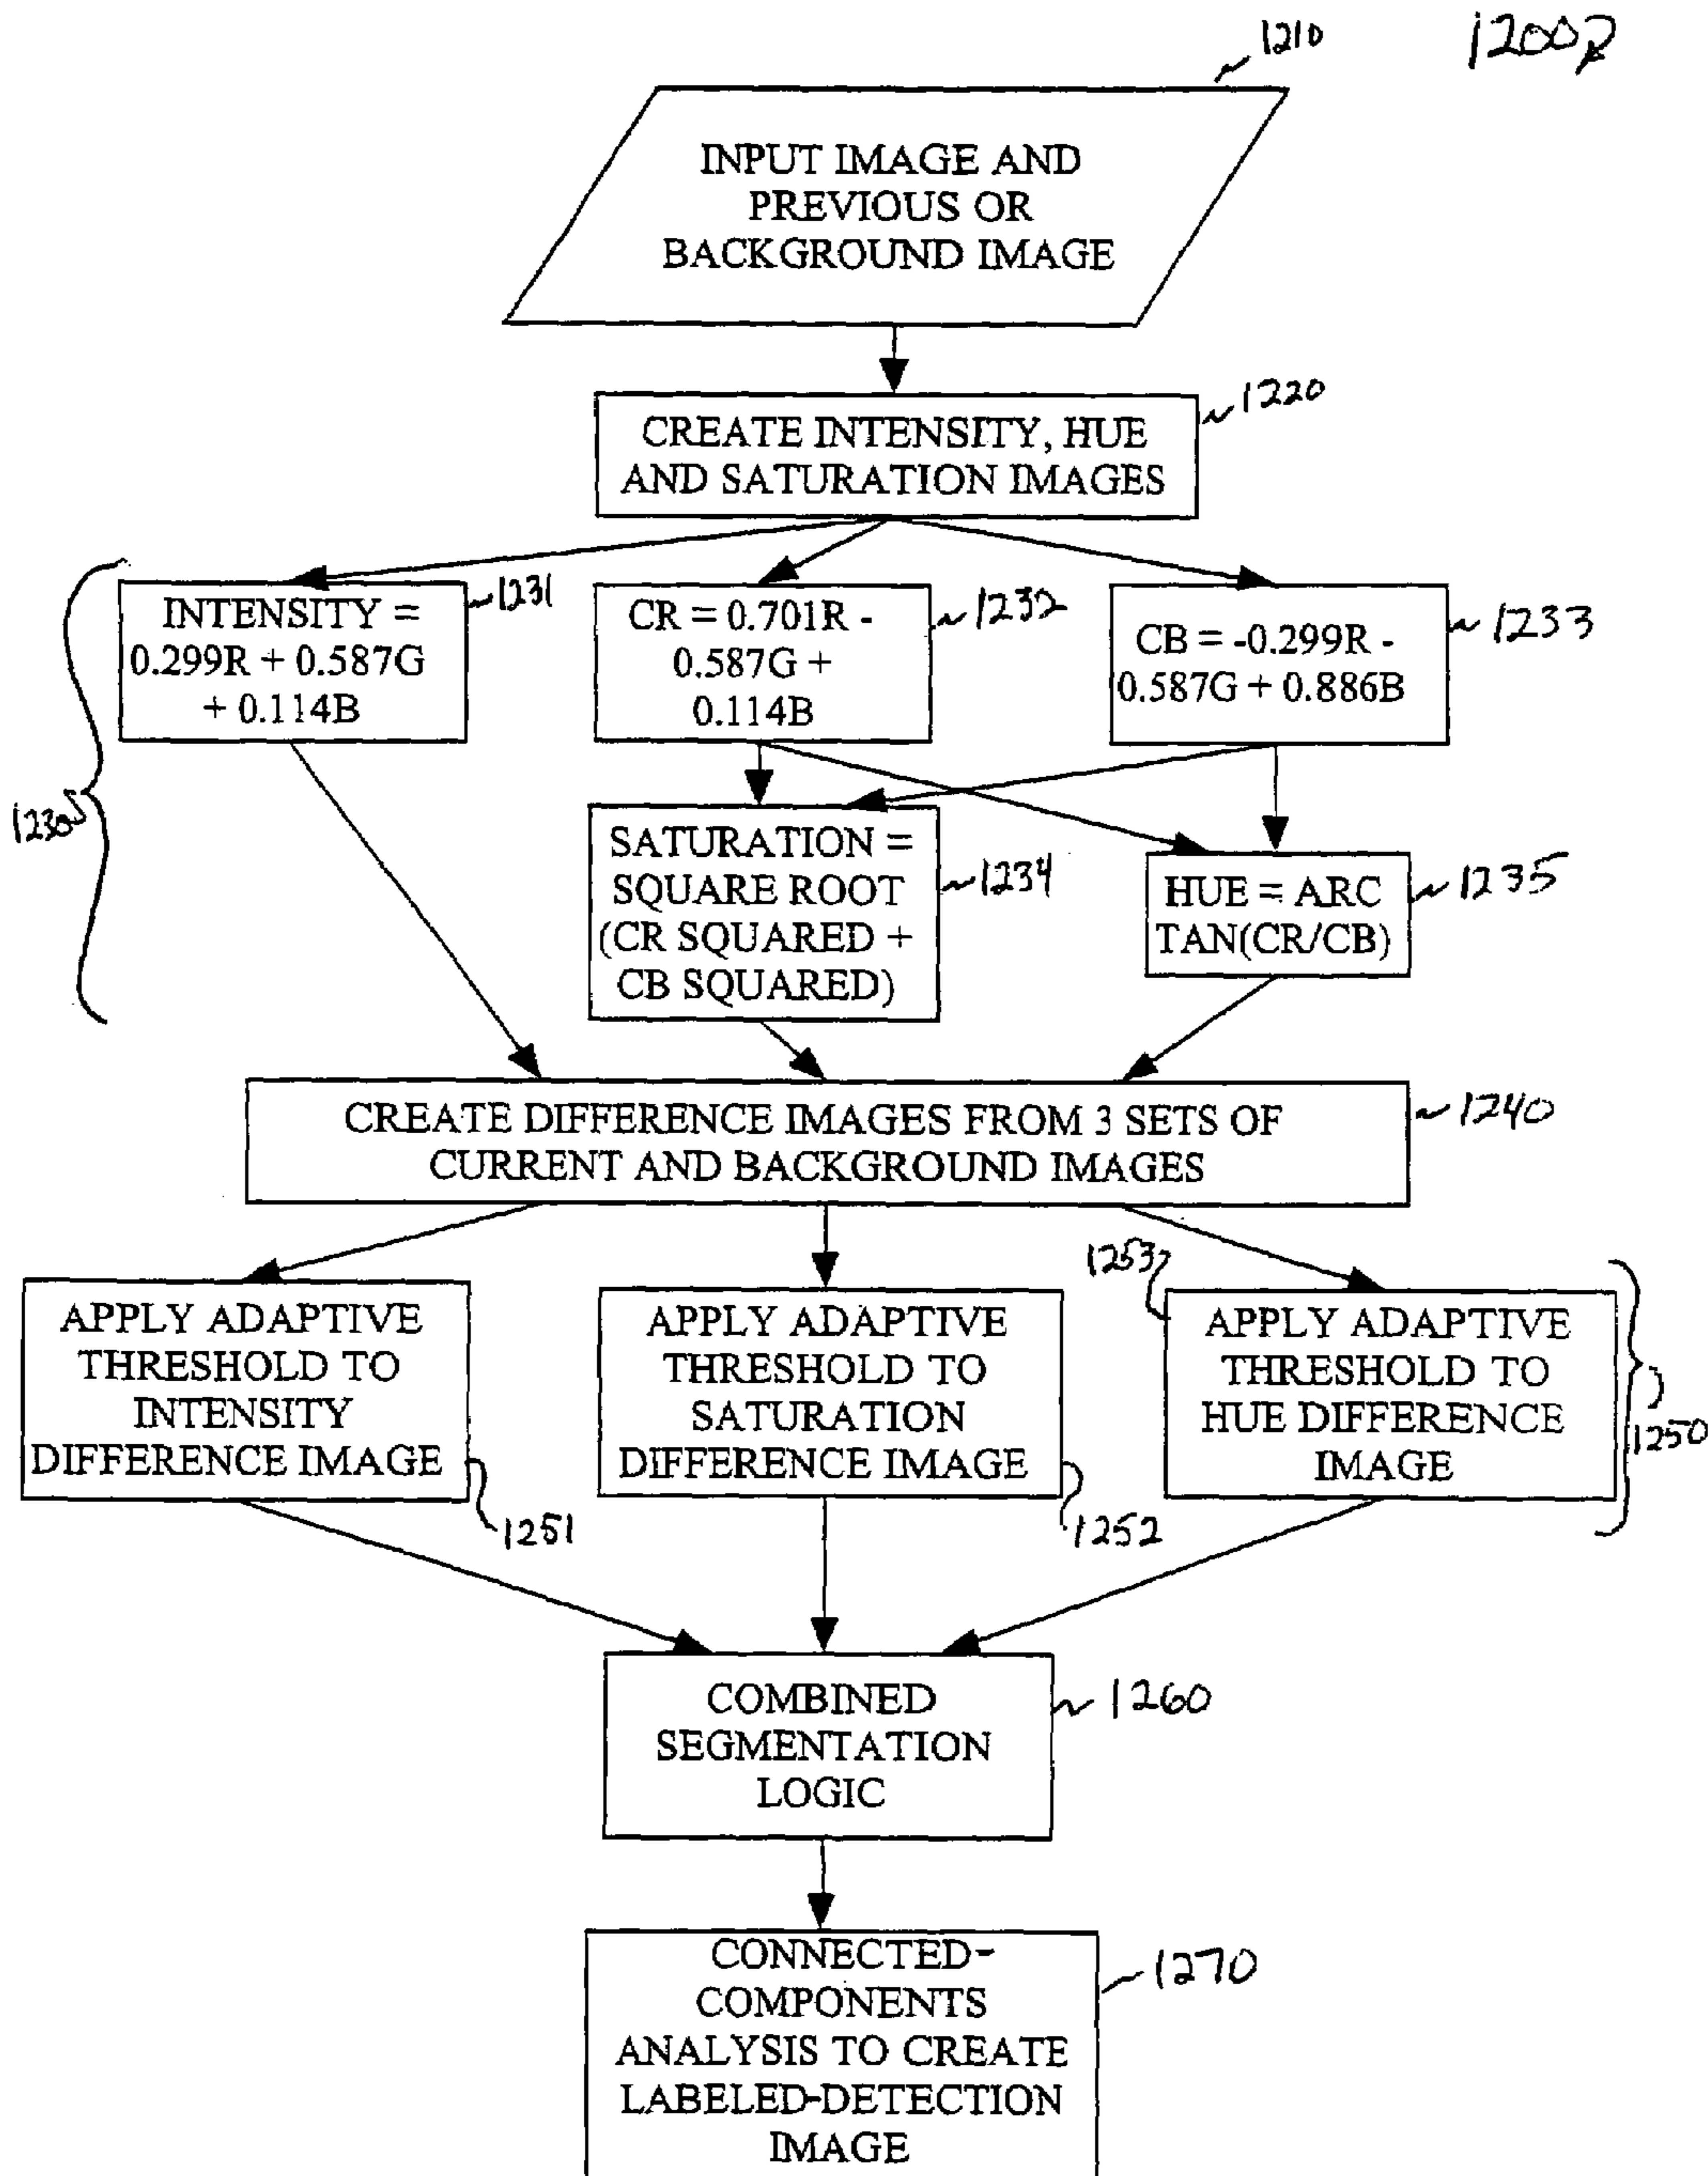 1200
1210
INPUT IMAGE AND
PREVIOUS OR
BACKGROUND IMAGE
1220
CREATE INTENSITY, HUE
AND SATURATION IMAGES
1230
1231
INTENSITY =
0.299R + 0.587G
+ 0.114B
1232
CR = 0.701R -
0.587G +
0.114B
1233
CB = -0.299R -
0.587G + 0.886B
1234
SATURATION =
SQUARE ROOT
(CR SQUARED +
CB SQUARED)
1235
HUE = ARC
TAN(CR/CB)
1240
CREATE DIFFERENCE IMAGES FROM 3 SETS OF
CURRENT AND BACKGROUND IMAGES
1250
APPLY ADAPTIVE
THRESHOLD TO
INTENSITY
DIFFERENCE IMAGE
1251
APPLY ADAPTIVE
THRESHOLD TO
SATURATION
DIFFERENCE IMAGE
1252
1253
APPLY ADAPTIVE
THRESHOLD TO
HUE DIFFERENCE
IMAGE
COMBINED
SEGMENTATION
LOGIC
1260
CONNECTED-
COMPONENTS
ANALYSIS TO CREATE
LABELED-DETECTION
IMAGE
1270